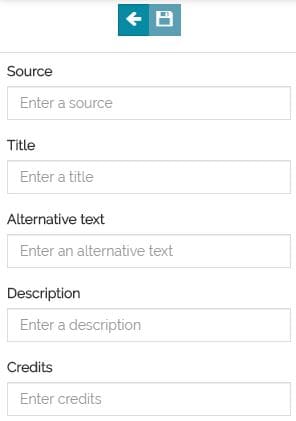 Source
Enter a source
Title
Enter a title
Alternative text
Enter an alternative text
Description
Enter a description
Credits
Enter credits